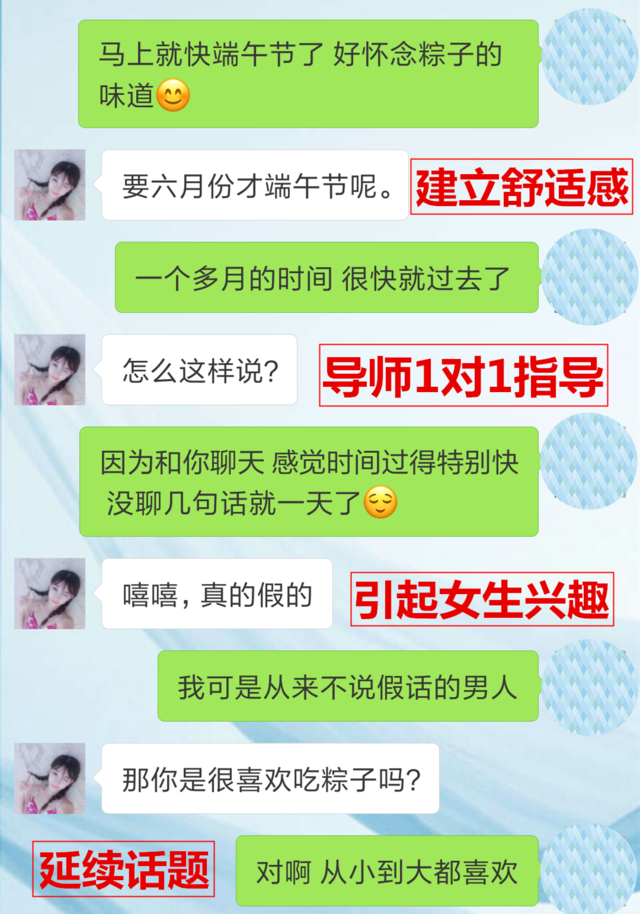 马上就快端午节了 好怀念粽子的
味道😊
要六月份才端午节呢。
建立舒适感
一个多月的时间 很快就过去了
怎么这样说?
导师1对1指导
因为和你聊天 感觉时间过得特别快
没聊几句话就一天了😌
嘻嘻,真的假的
引起女生兴趣
我可是从来不说假话的男人
那你是很喜欢吃粽子吗?
延续话题
对啊 从小到大都喜欢